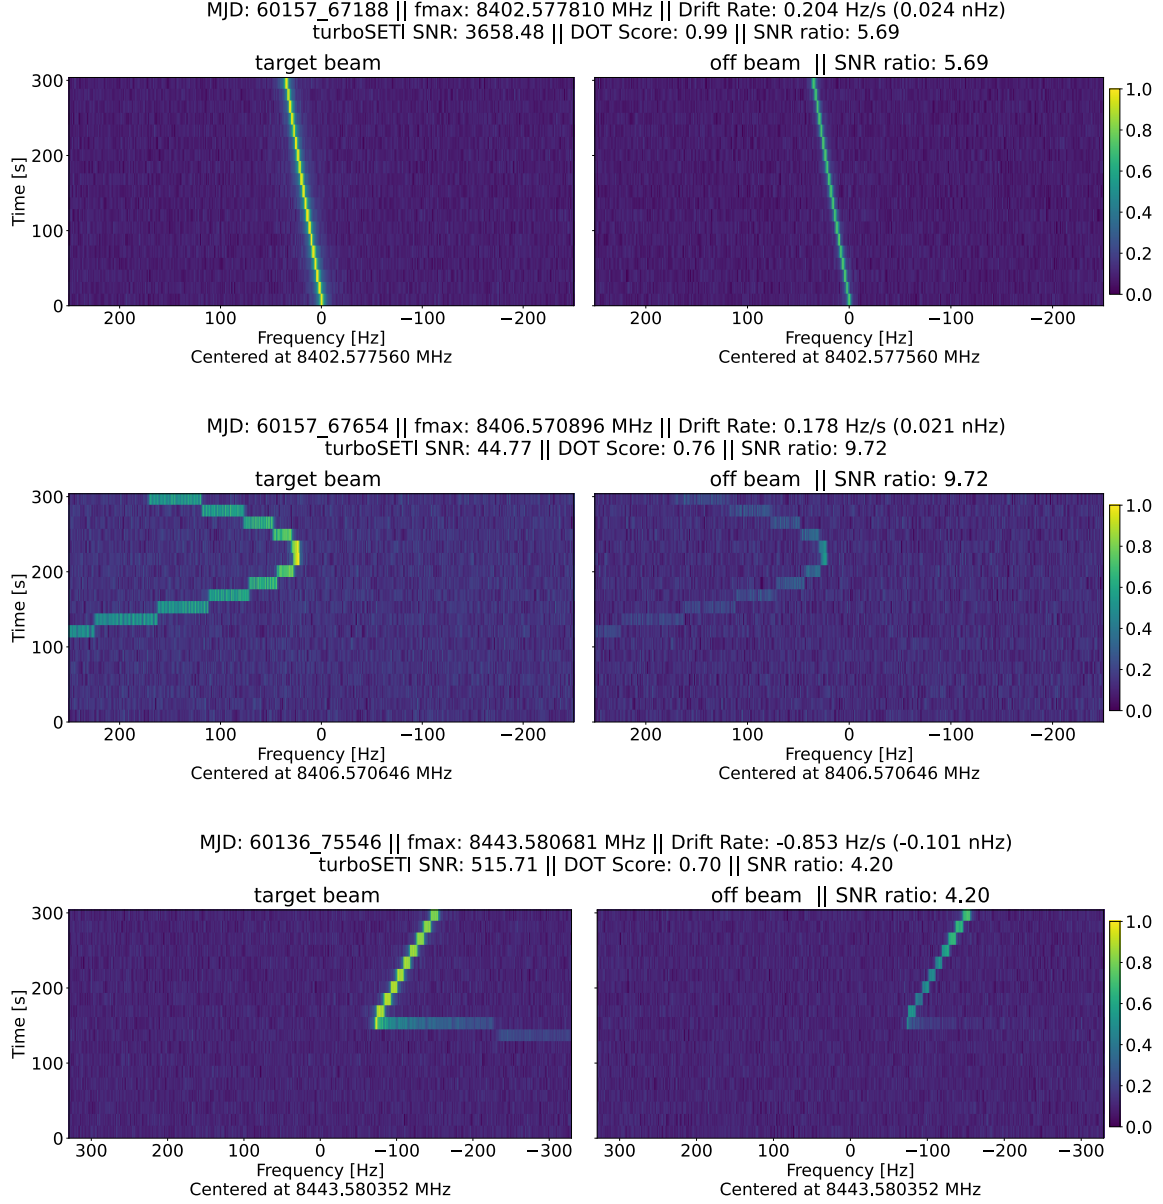 MJD: 60157_67188 || fmax: 8402.577810 MHz || Drift Rate: 0.204 Hz/s (0.024 nHz)
turboSETI SNR: 3658.48 || DOT Score: 0.99 || SNR ratio: 5.69
target beam
off beam || SNR ratio: 5.69
Time [s]
300
200
100
0
200 100 0 −100 −200
Frequency [Hz]
Centered at 8402.577560 MHz
200 100 0 −100 −200
Frequency [Hz]
Centered at 8402.577560 MHz
1.0
0.8
0.6
0.4
0.2
0.0
MJD: 60157_67654 || fmax: 8406.570896 MHz || Drift Rate: 0.178 Hz/s (0.021 nHz)
turboSETI SNR: 44.77 || DOT Score: 0.76 || SNR ratio: 9.72
target beam
off beam || SNR ratio: 9.72
Time [s]
300
200
100
0
200 100 0 −100 −200
Frequency [Hz]
Centered at 8406.570646 MHz
200 100 0 −100 −200
Frequency [Hz]
Centered at 8406.570646 MHz
1.0
0.8
0.6
0.4
0.2
0.0
MJD: 60136_75546 || fmax: 8443.580681 MHz || Drift Rate: -0.853 Hz/s (-0.101 nHz)
turboSETI SNR: 515.71 || DOT Score: 0.70 || SNR ratio: 4.20
target beam
off beam || SNR ratio: 4.20
Time [s]
300
200
100
0
300 200 100 0 −100 −200 −300
Frequency [Hz]
Centered at 8443.580352 MHz
300 200 100 0 −100 −200 −300
Frequency [Hz]
Centered at 8443.580352 MHz
1.0
0.8
0.6
0.4
0.2
0.0